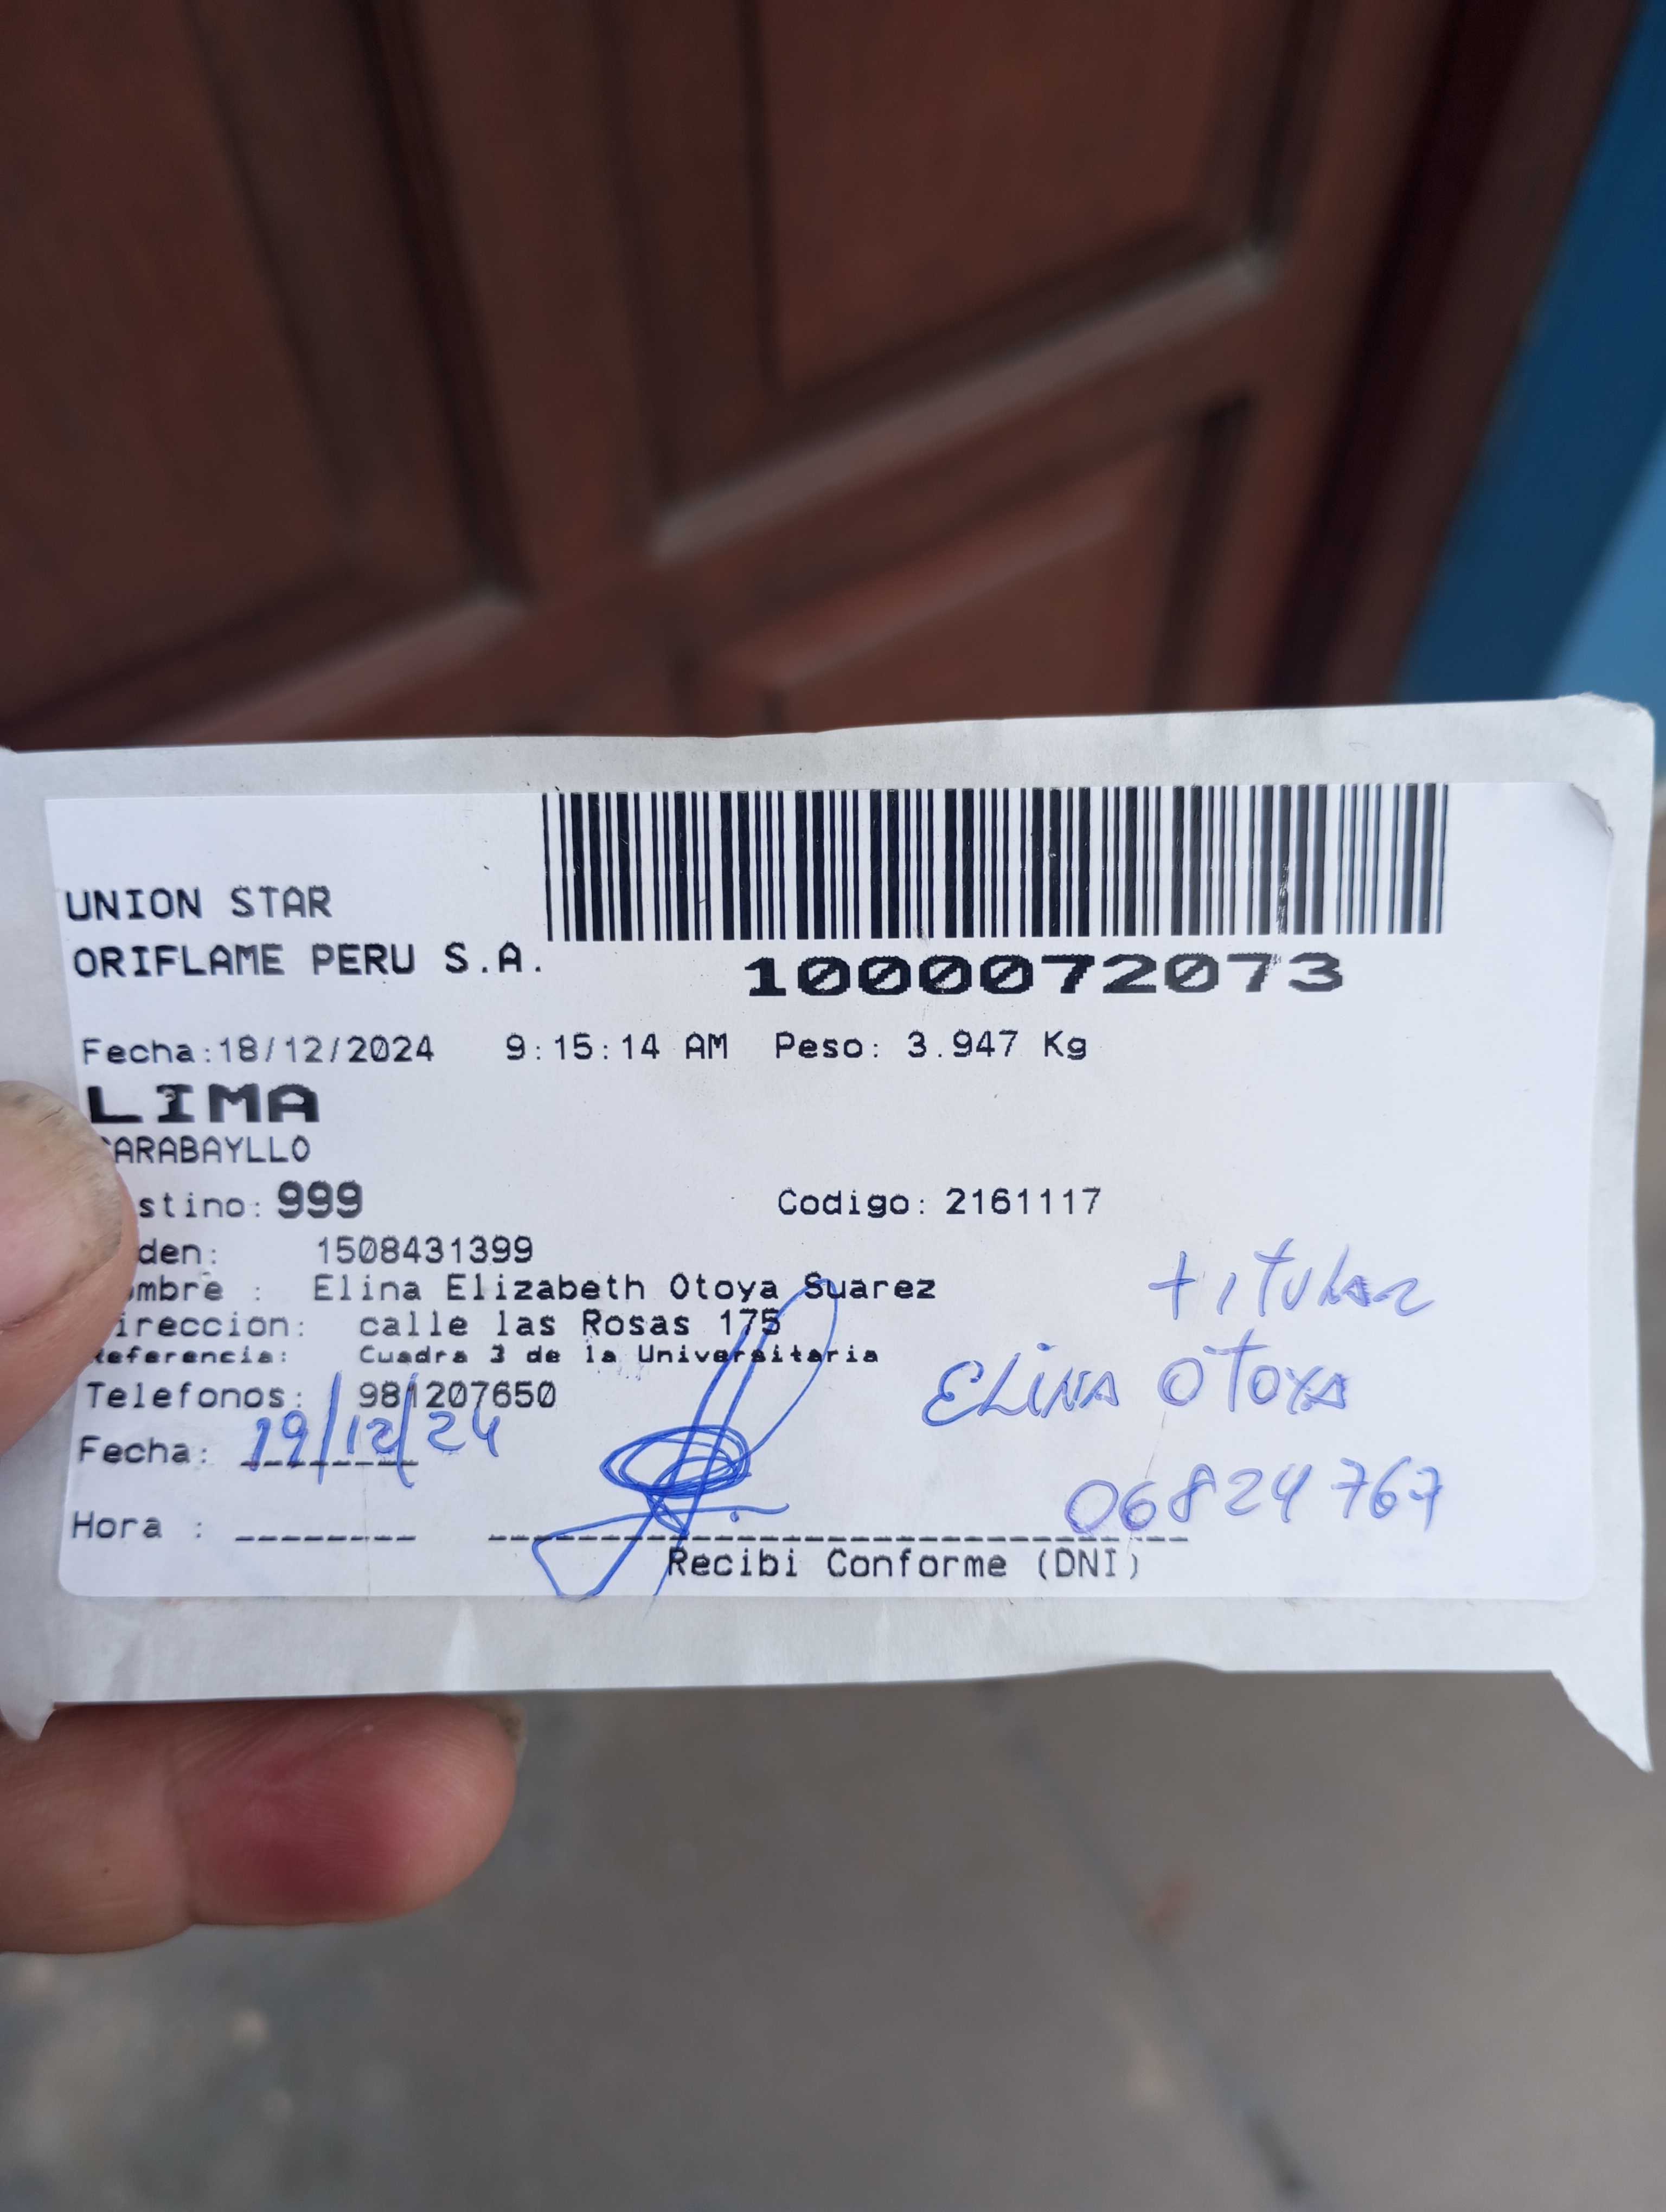 UNION STAR
ORIFLAME PERU S.A.
1000072073
Fecha:18/12/2024 9:15:14 AM Peso: 3.947 Kg
LIMA
CARABAYLLO
stino: 999 Codigo: 2161117
den: 1508431399
ombre : Elina Elizabeth Otoya Suarez
ireccion: calle las Rosas 175
Referencia: Cuadra 3 de la Universitaria
Telefonos: 981207650
Fecha: 19/12/24
Hora :
Recibi Conforme (DNI)
titular
ELINA OTOYA
06824767